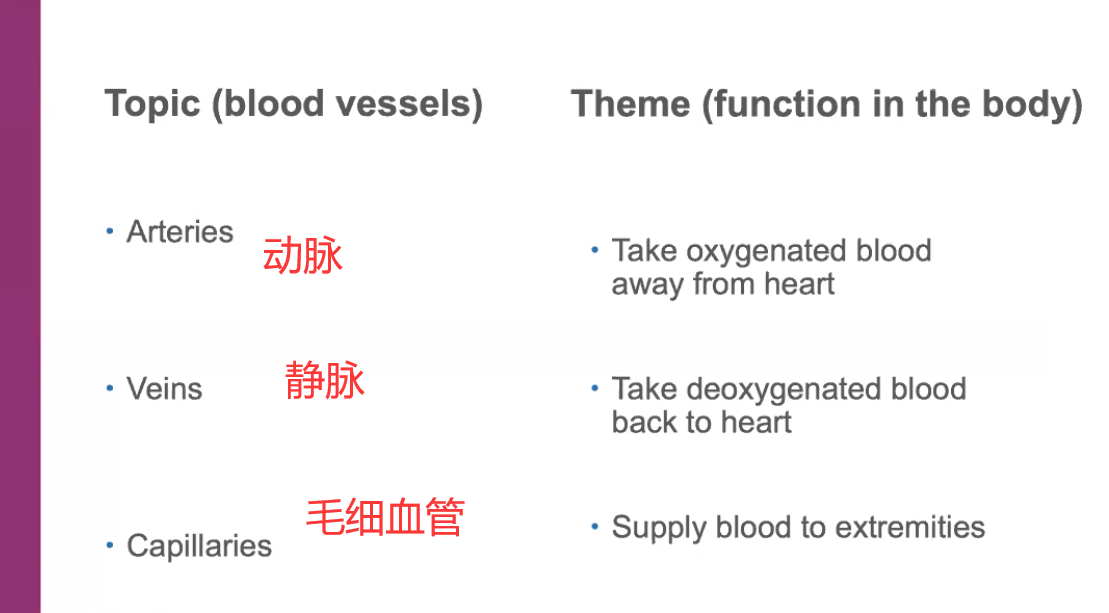 Topic (blood vessels)
Theme (function in the body)
• Arteries
动脉
• Take oxygenated blood
away from heart
• Veins
静脉
• Take deoxygenated blood
back to heart
• Capillaries
毛细血管
• Supply blood to extremities